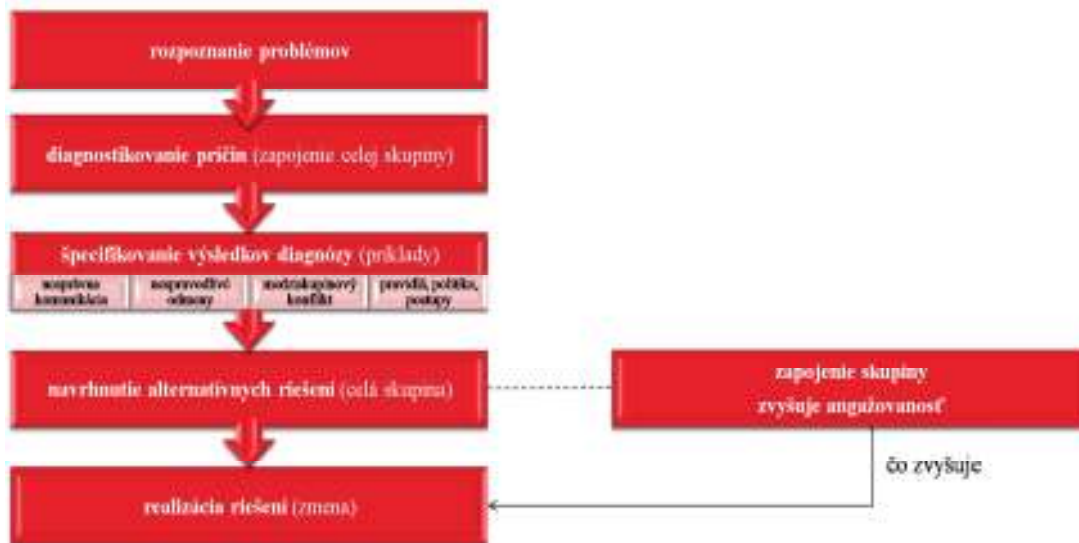 rozpoznanie problémov
diagnostikovanie príčin (zapojenie celej skupiny)
špecifikovanie výsledkov diagnózy (príklady)
nesprávna
komunikácia
nespravodlivé
odmeny
medziskupinový
konflikt
pravidlá, politika,
postupy
navrhnutie alternatívnych riešení (celá skupina)
zapojenie skupiny
zvyšuje angažovanosť
čo zvyšuje
realizácia riešení (zmena)